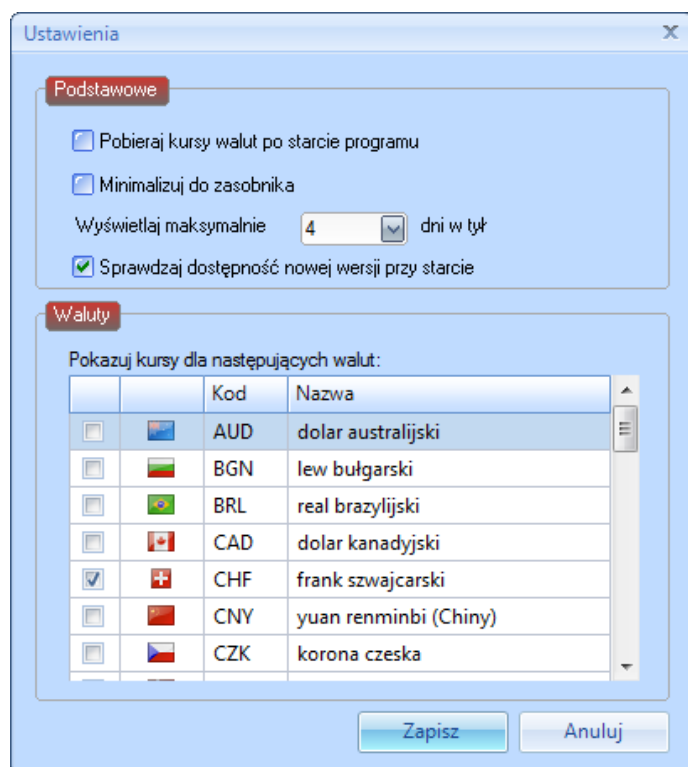 Ustawienia
Podstawowe
Pobieraj kursy walut po starcie programu
Minimalizuj do zasobnika
Wyświetlaj maksymalnie 4 dni w tył
Sprawdzaj dostępność nowej wersji przy starcie
Waluty
Pokazuj kursy dla następujących walut:
Kod Nazwa
AUD dolar australijski
BGN lew bułgarski
BRL real brazylijski
CAD dolar kanadyjski
CHF frank szwajcarski
CNY yuan renminbi (Chiny)
CZK korona czeska
Zapisz Anuluj